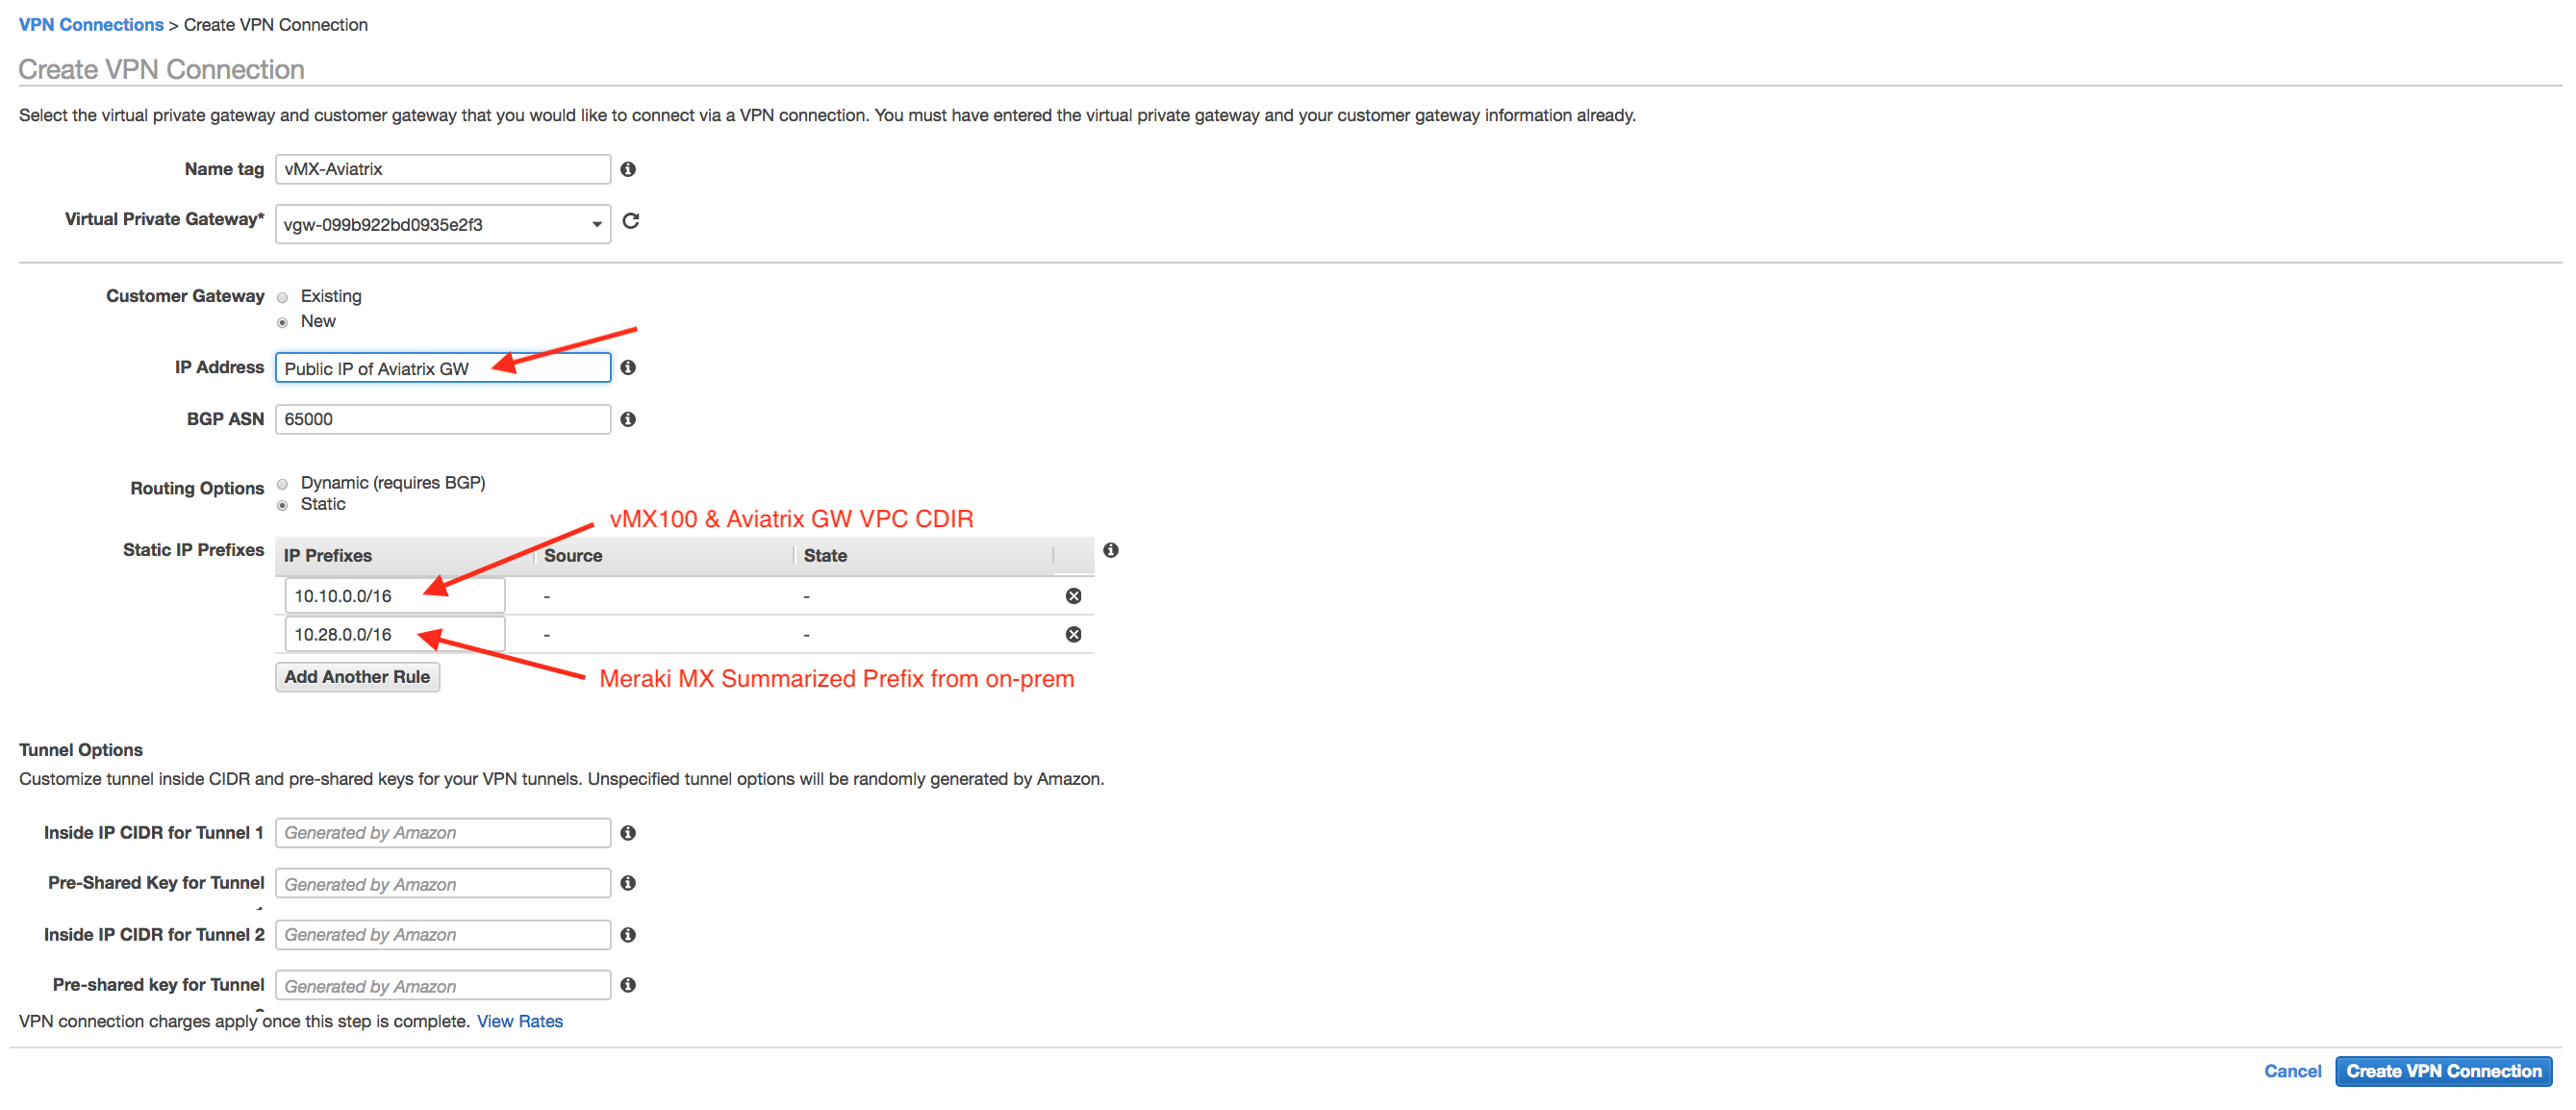 VPN Connections > Create VPN Connection
Create VPN Connection
Select the virtual private gateway and customer gateway that you would like to connect via a VPN connection. You must have entered the virtual private gateway and your customer gateway information already.
Name tag vMX-Aviatrix
Virtual Private Gateway* vgw-099b922bd0935e2f3
Customer Gateway Existing
New
IP Address Public IP of Aviatrix GW
BGP ASN 65000
Routing Options Dynamic (requires BGP)
Static
vMX100 & Aviatrix GW VPC CDIR
Static IP Prefixes IP Prefixes Source State
10.10.0.0/16 - -
10.28.0.0/16 - -
Add Another Rule
Meraki MX Summarized Prefix from on-prem
Tunnel Options
Customize tunnel inside CIDR and pre-shared keys for your VPN tunnels. Unspecified tunnel options will be randomly generated by Amazon.
Inside IP CIDR for Tunnel 1 Generated by Amazon
Pre-Shared Key for Tunnel Generated by Amazon
Inside IP CIDR for Tunnel 2 Generated by Amazon
Pre-shared key for Tunnel Generated by Amazon
VPN connection charges apply once this step is complete. View Rates
Cancel Create VPN Connection